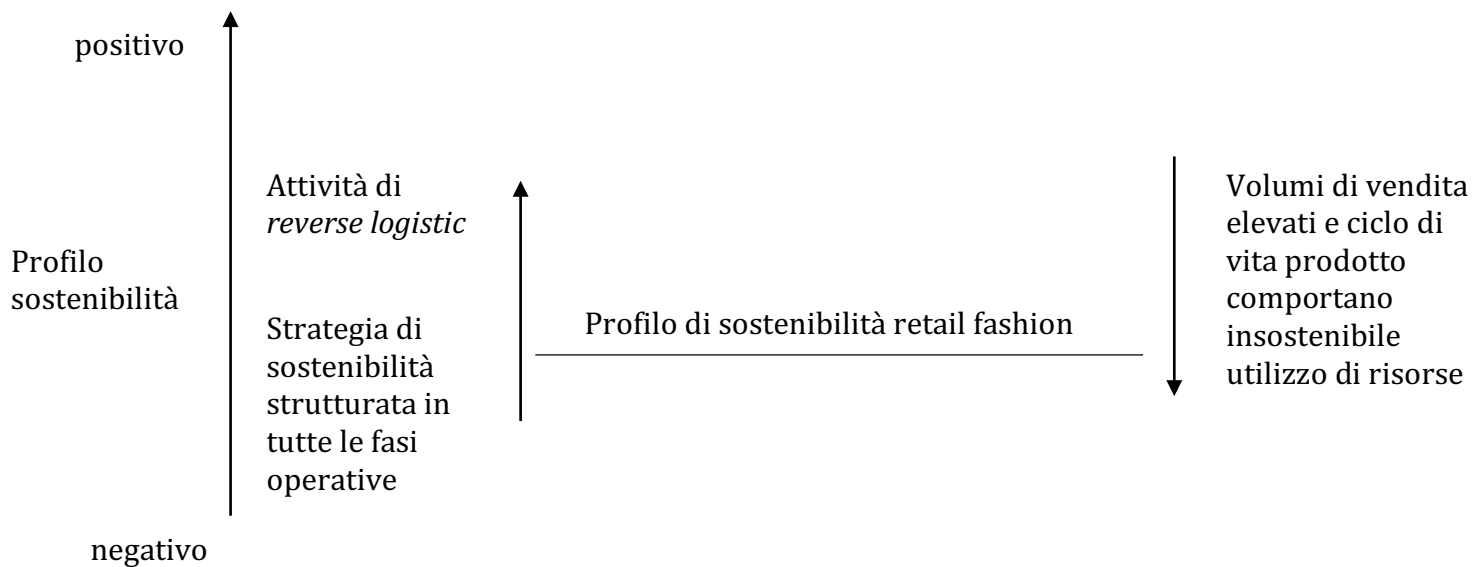 positivo
Profilo
sostenibilità
negativo
Attività di
reverse logistic
Strategia di
sostenibilità
strutturata in
tutte le fasi
operative
Profilo di sostenibilità retail fashion
Volumi di vendita
elevati e ciclo di
vita prodotto
comportano
insostenibile
utilizzo di risorse